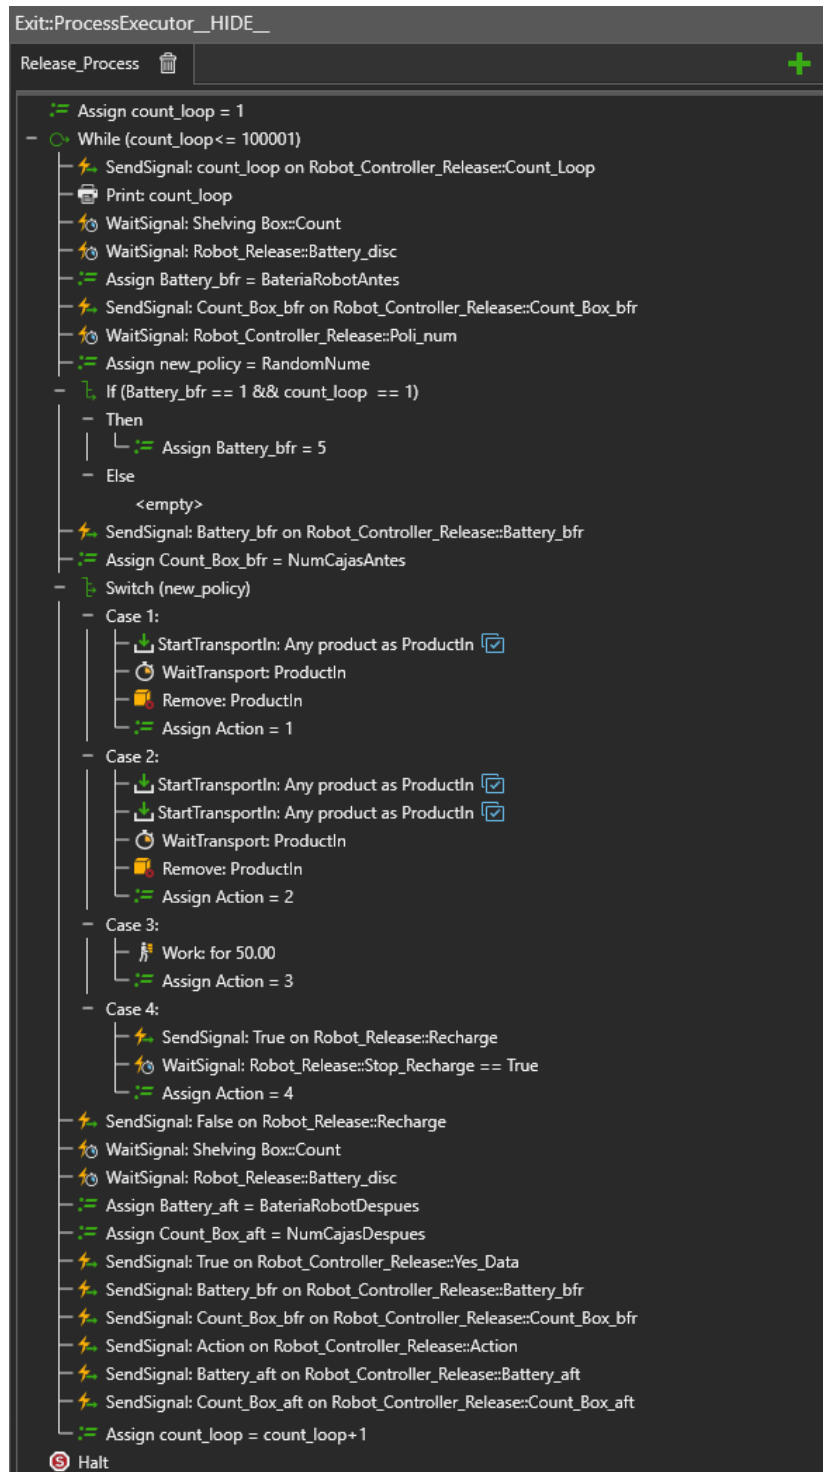 Exit::ProcessExecutor__HIDE__
Release_Process
Assign count_loop = 1
While (count_loop<= 100001)
SendSignal: count_loop on Robot_Controller_Release::Count_Loop
Print: count_loop
WaitSignal: Shelving Box::Count
WaitSignal: Robot_Release::Battery_disc
Assign Battery_bfr = BateriaRobotAntes
SendSignal: Count_Box_bfr on Robot_Controller_Release::Count_Box_bfr
WaitSignal: Robot_Controller_Release::Poli_num
Assign new_policy = RandomNume
If (Battery_bfr == 1 && count_loop  == 1)
Then
Assign Battery_bfr = 5
Else
<empty>
SendSignal: Battery_bfr on Robot_Controller_Release::Battery_bfr
Assign Count_Box_bfr = NumCajasAntes
Switch (new_policy)
Case 1:
StartTransportIn: Any product as ProductIn
WaitTransport: ProductIn
Remove: ProductIn
Assign Action = 1
Case 2:
StartTransportIn: Any product as ProductIn
StartTransportIn: Any product as ProductIn
WaitTransport: ProductIn
Remove: ProductIn
Assign Action = 2
Case 3:
Work: for 50.00
Assign Action = 3
Case 4:
SendSignal: True on Robot_Release::Recharge
WaitSignal: Robot_Release::Stop_Recharge == True
Assign Action = 4
SendSignal: False on Robot_Release::Recharge
WaitSignal: Shelving Box::Count
WaitSignal: Robot_Release::Battery_disc
Assign Battery_aft = BateriaRobotDespues
Assign Count_Box_aft = NumCajasDespues
SendSignal: True on Robot_Controller_Release::Yes_Data
SendSignal: Battery_bfr on Robot_Controller_Release::Battery_bfr
SendSignal: Count_Box_bfr on Robot_Controller_Release::Count_Box_bfr
SendSignal: Action on Robot_Controller_Release::Action
SendSignal: Battery_aft on Robot_Controller_Release::Battery_aft
SendSignal: Count_Box_aft on Robot_Controller_Release::Count_Box_aft
Assign count_loop = count_loop+1
S Halt